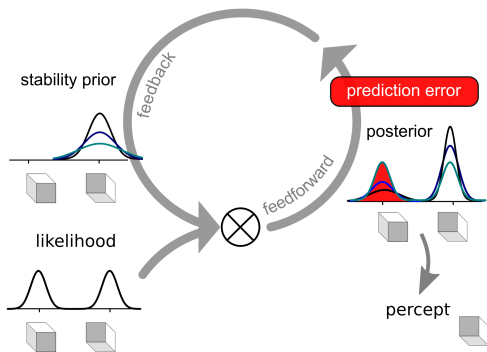 feedback
stability prior
prediction error
posterior
feedforward
likelihood
percept